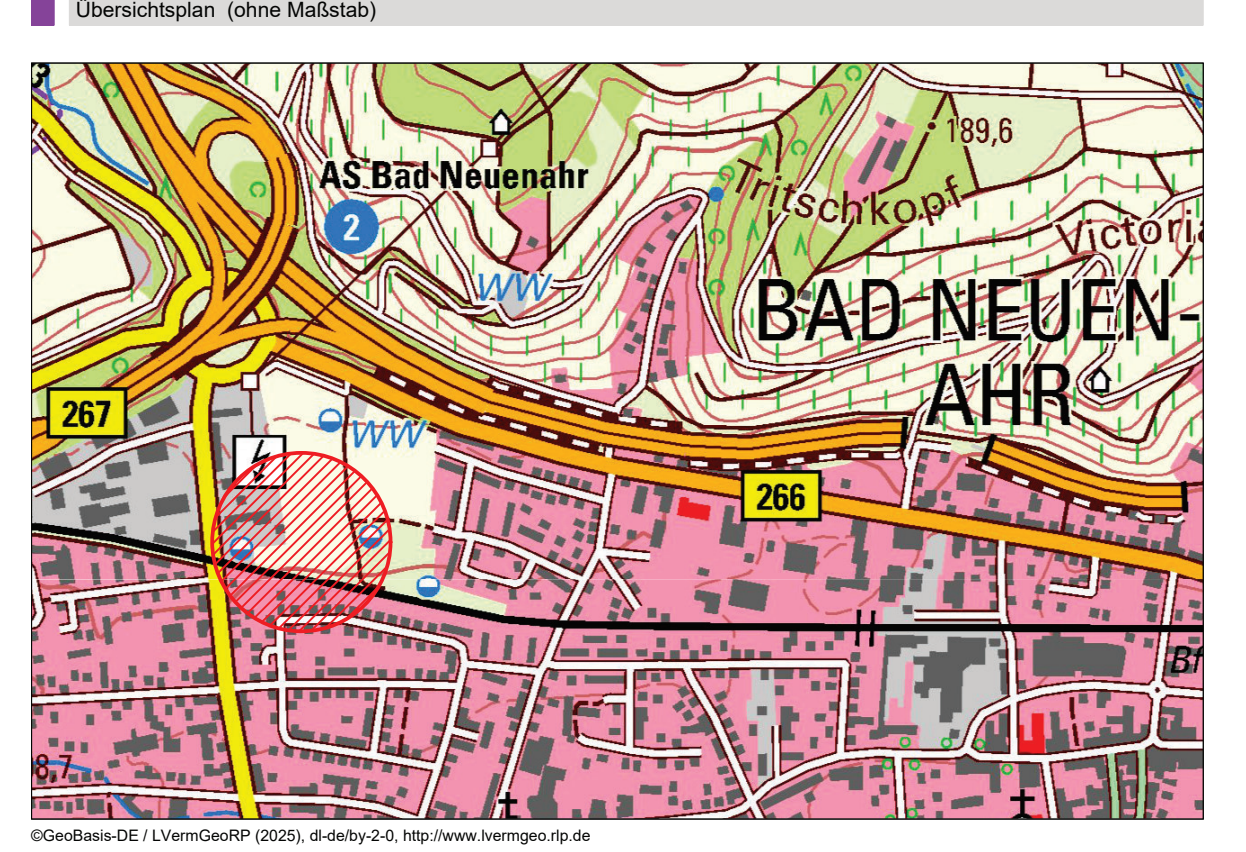 Übersichtsplan (ohne Maßstab)
3
189,6
AS Bad Neuenahr
Tritschkopf
2
Victoria
WW
BAD NEUEN-
AHR
267
WW
266
Bf
8,7
©GeoBasis-DE / LVermGeoRP (2025), dl-de/by-2-0, http://www.lvermgeo.rlp.de